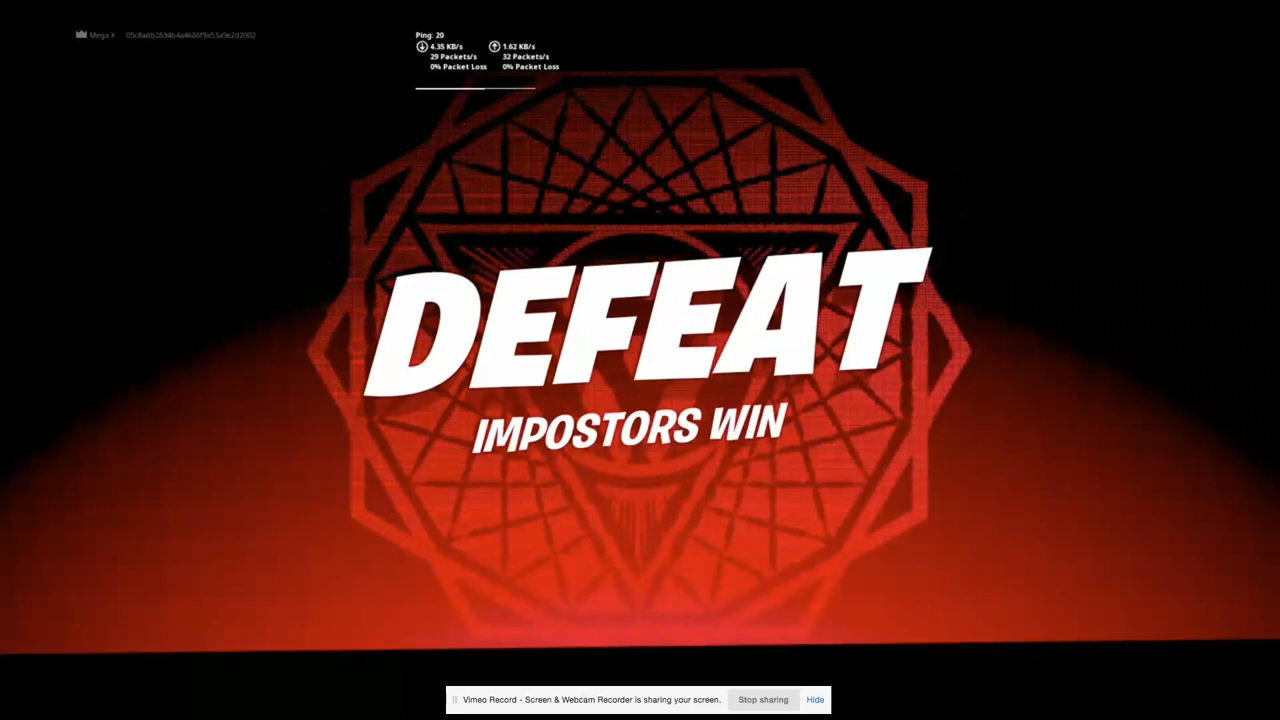 Mega X
Ping: 20
4.35 KB/s 1.62 KB/s
29 Packets/s 32 Packets/s
0% Packet Loss 0% Packet Loss
DEFEAT
IMPOSTORS WIN
Vimeo Record - Screen & Webcam Recorder is sharing your screen. Stop sharing Hide